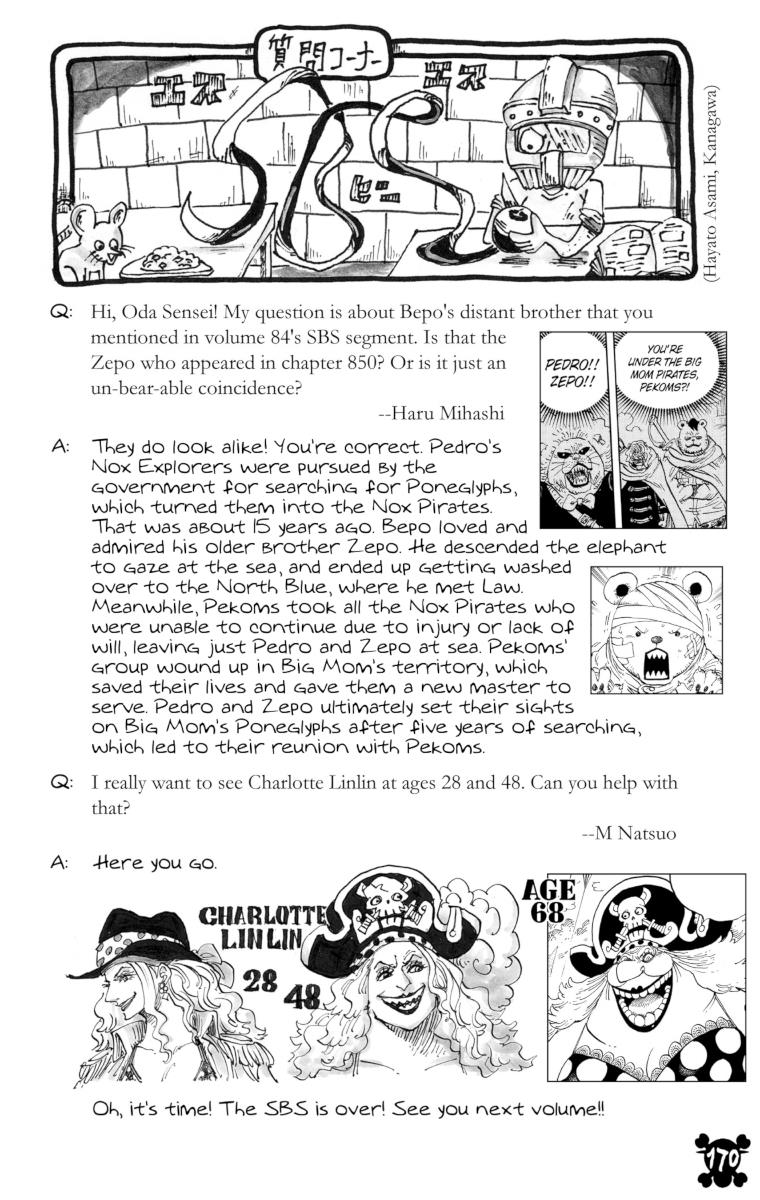 質問コーナー
エス
エス
SBS
ビー
(Hayato Asami, Kanagawa)
Q: Hi, Oda Sensei! My question is about Bepo's distant brother that you
mentioned in volume 84's SBS segment. Is that the
Zepo who appeared in chapter 850? Or is it just an
un-bear-able coincidence?
--Haru Mihashi
PEDRO!!
ZEPO!!
YOU'RE
UNDER THE BIG
MOM PIRATES,
PEKOMS?!
A: They do look alike! You're correct. Pedro's
Nox Explorers were pursued by the
government for searching for Poneglyphs,
which turned them into the Nox Pirates.
That was about 15 years ago. Bepo loved and
admired his older brother Zepo. He descended the elephant
to gaze at the sea, and ended up getting washed
over to the North Blue, where he met Law.
Meanwhile, Pekoms took all the Nox Pirates who
were unable to continue due to injury or lack of
will, leaving just Pedro and Zepo at sea. Pekoms'
group wound up in Big Mom's territory, which
saved their lives and gave them a new master to
serve. Pedro and Zepo ultimately set their sights
on Big Mom's Poneglyphs after five years of searching,
which led to their reunion with Pekoms.
Q: I really want to see Charlotte Linlin at ages 28 and 48. Can you help with
that?
--M Natsuo
A: Here you go.
CHARLOTTE
LINLIN
28
48
AGE
68
Oh, it's time! The SBS is over! See you next volume!!
170